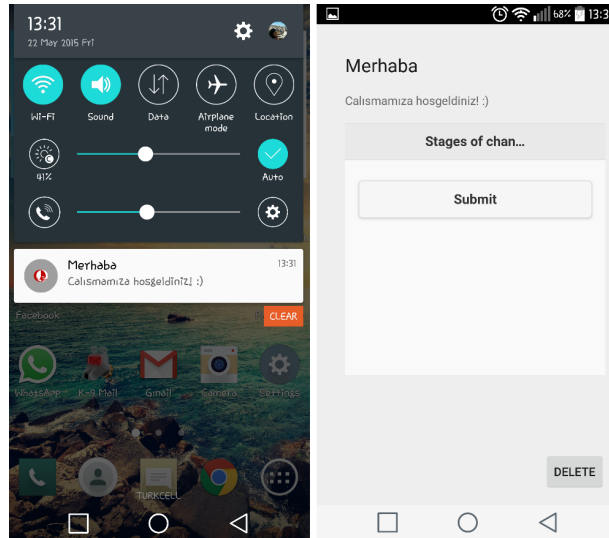 13:31
22 May 2015 Fri
Wi-Fi
Sound
Data
Airplane mode
Location
41%
Auto
Merhaba
13:31
Calısmamıza hosgeldiniz! :)
Facebook
CLEAR
WhatsApp
K-9 Mail
Gmail
Camera
Settings
TURKCELL
68%
13:3
Merhaba
Calısmamıza hosgeldiniz! :)
Stages of chan...
Submit
DELETE